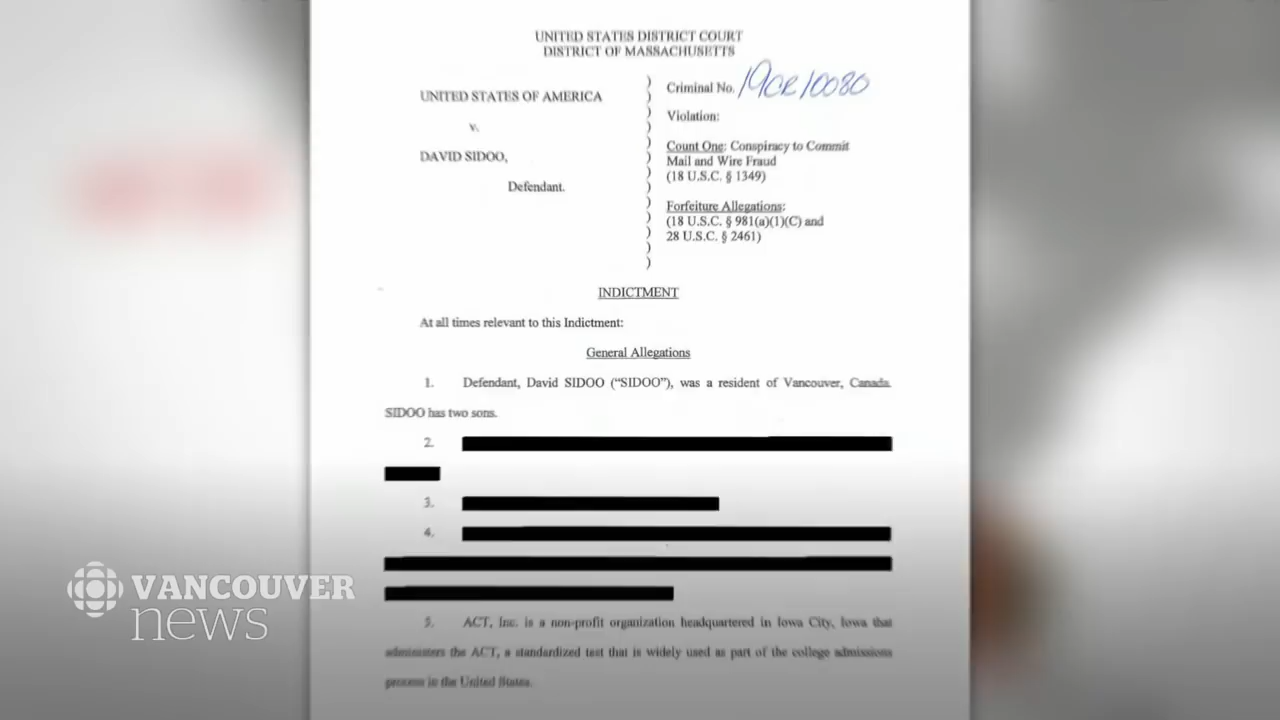 UNITED STATES DISTRICT COURT
DISTRICT OF MASSACHUSETTS
UNITED STATES OF AMERICA
v.
DAVID SIDOO,
Defendant.
)
)
)
)
)
)
)
)
)
)
)
)
)
Criminal No. 19CR10080
Violation:
Count One: Conspiracy to Commit
Mail and Wire Fraud
(18 U.S.C. § 1349)
Forfeiture Allegations:
(18 U.S.C. § 981(a)(1)(C) and
28 U.S.C. § 2461)
INDICTMENT
At all times relevant to this Indictment:
General Allegations
1. Defendant, David SIDOO (“SIDOO”), was a resident of Vancouver, Canada.
SIDOO has two sons.
2.
3.
4.
5. ACT, Inc. is a non-profit organization headquartered in Iowa City, Iowa that
administers the ACT, a standardized test that is widely used as part of the college admissions
process in the United States.
VANCOUVER
news